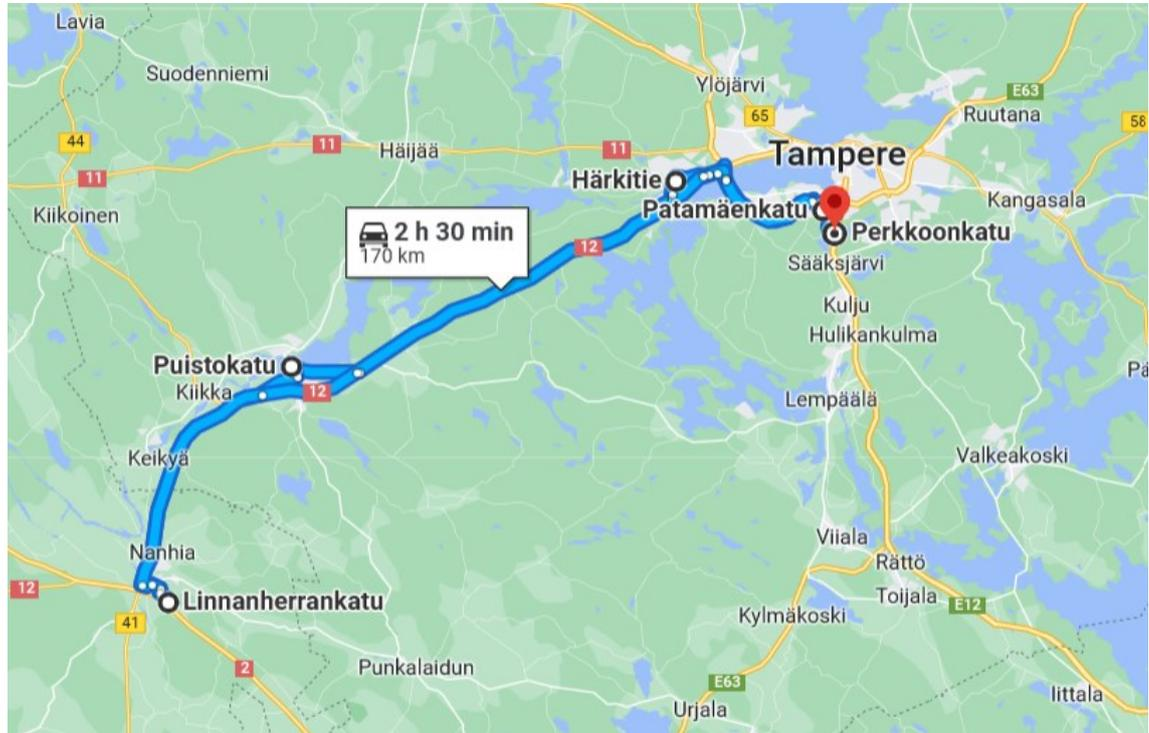 Lavia
Suodenniemi
Ylöjärvi
E63
65
Ruutana
58
44
11
Häijää
11
Tampere
11
Härkitie
Kangasala
Kiikoinen
Patamäenkatu
2 h 30 min
170 km
12
Perkkoonkatu
Sääksjärvi
Kulju
Hulikankulma
Puistokatu
Pä
Kiikka
12
Lempäälä
Keikyä
Valkeakoski
Viiala
Nanhia
Rättö
12
Linnanherrankatu
Toijala
E12
41
Kylmäkoski
2
Punkalaidun
E63
Iittala
Urjala